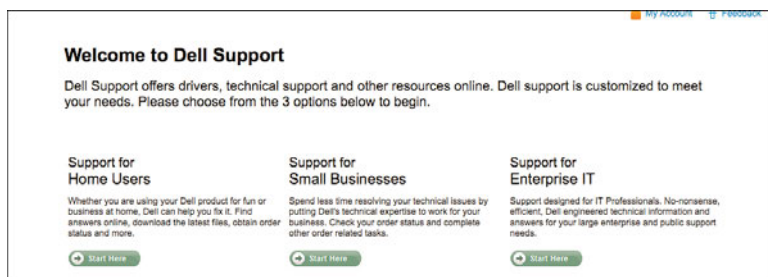 My Account Feedback
Welcome to Dell Support
Dell Support offers drivers, technical support and other resources online. Dell support is customized to meet
your needs. Please choose from the 3 options below to begin.
Support for
Home Users
Whether you are using your Dell product for fun or
business at home, Dell can help you fix it. Find
answers online, download the latest files, obtain order
status and more.
Start Here
Support for
Small Businesses
Spend less time resolving your technical issues by
putting Dell's technical expertise to work for your
business. Check your order status and complete
other order related tasks.
Start Here
Support for
Enterprise IT
Support designed for IT Professionals. No-nonsense,
efficient, Dell engineered technical information and
answers for your large enterprise and public support
needs.
Start Here